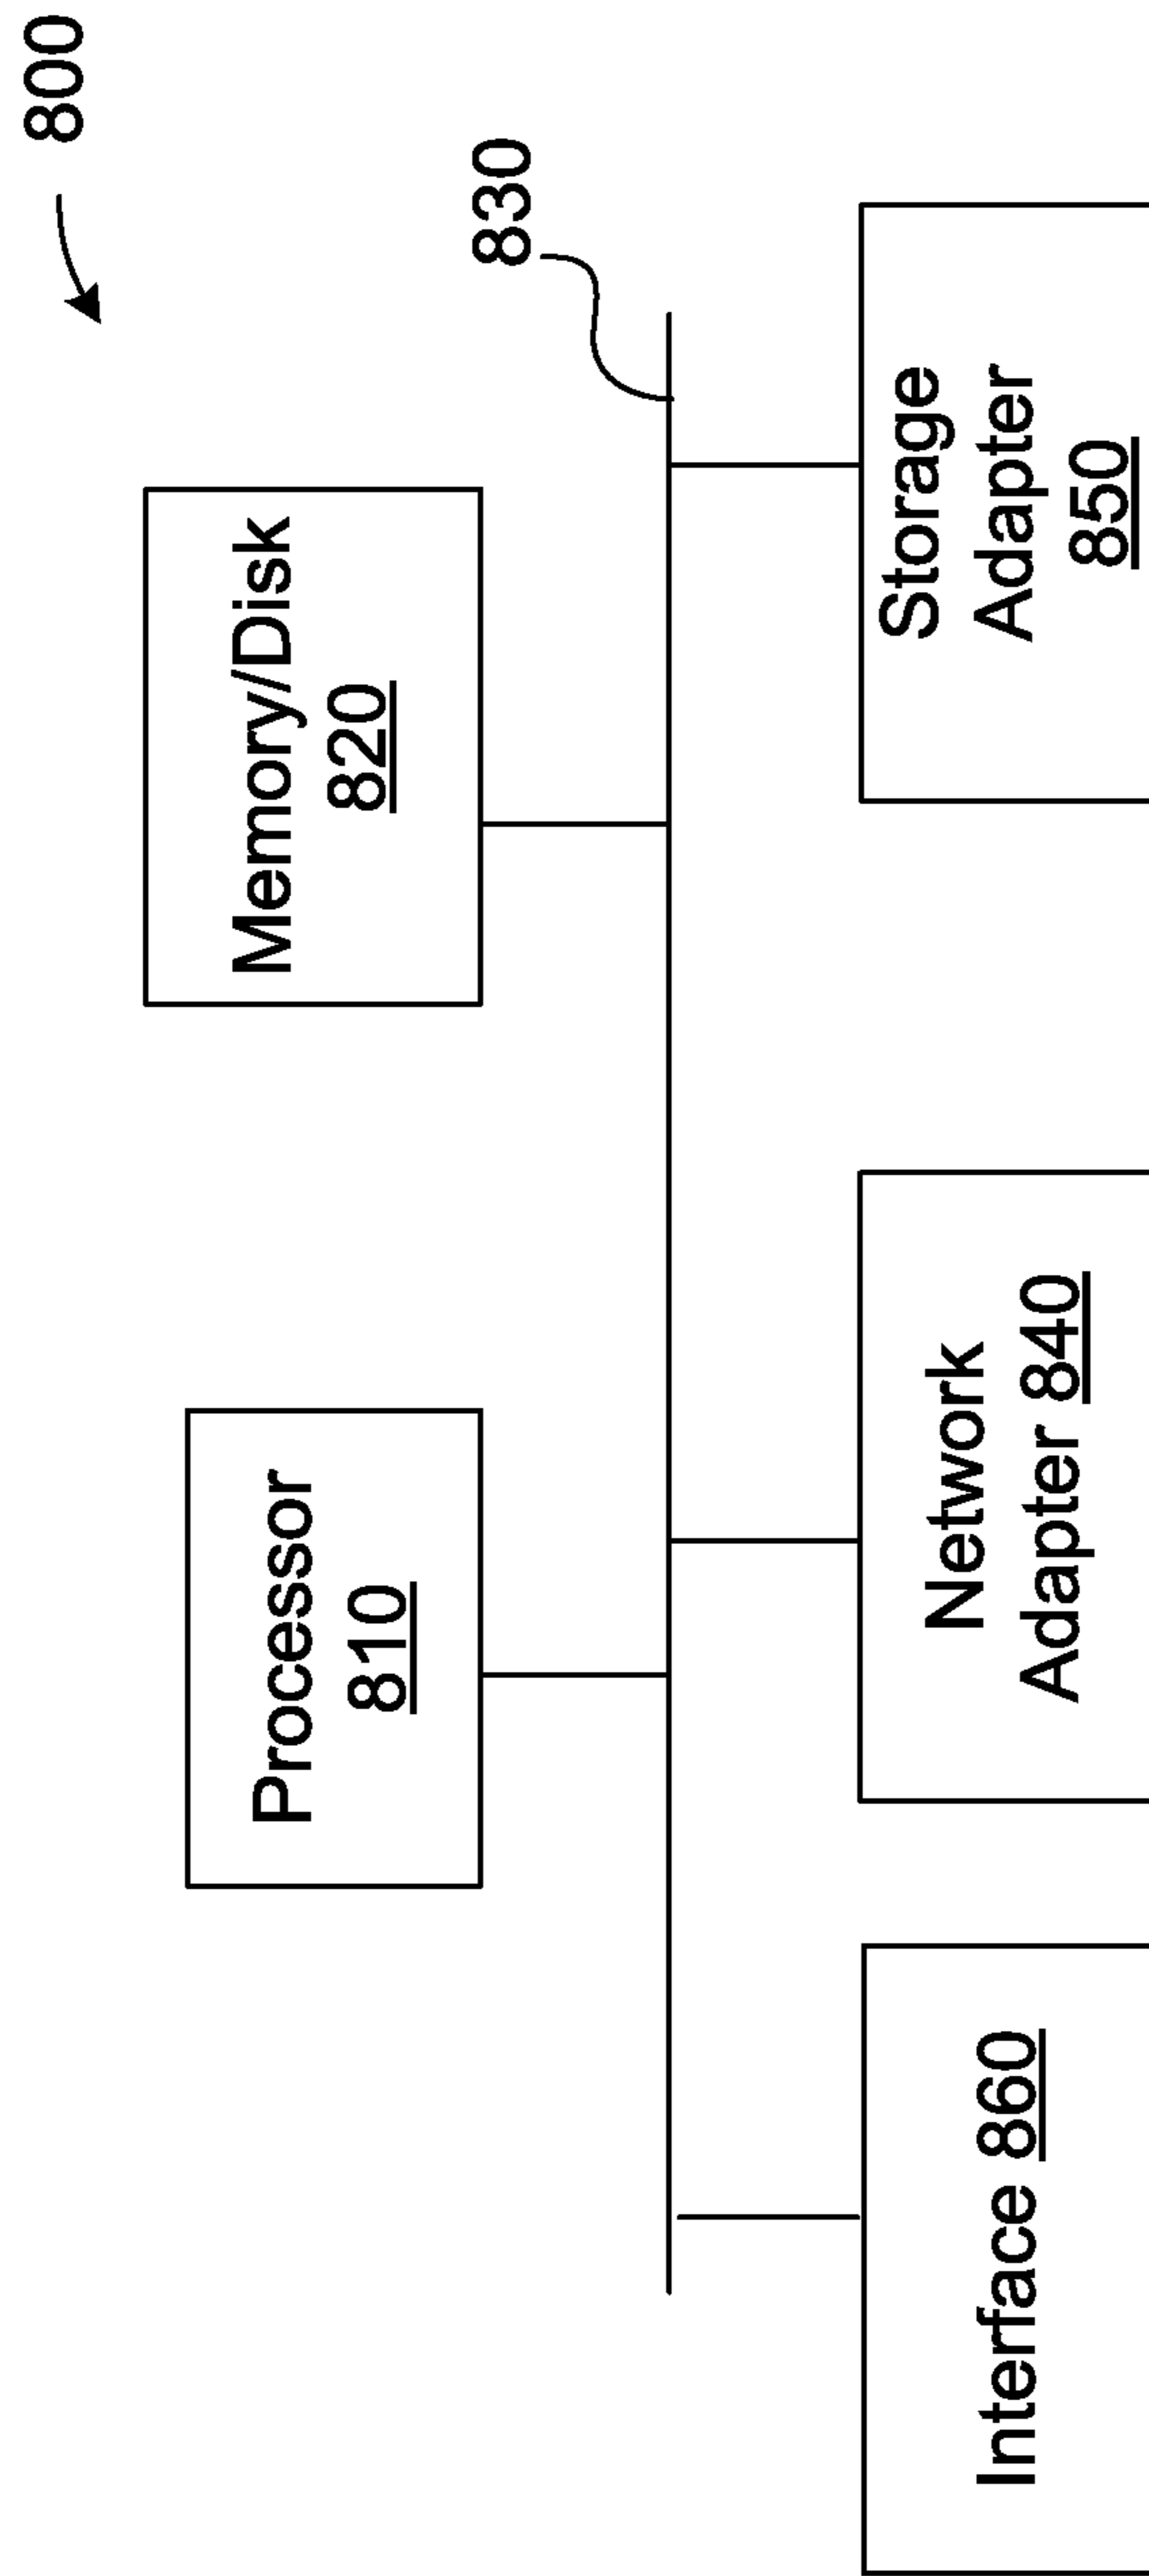 800
Processor
810
Memory/Disk
820
830
Interface 860
Network
Adapter 840
Storage
Adapter
850